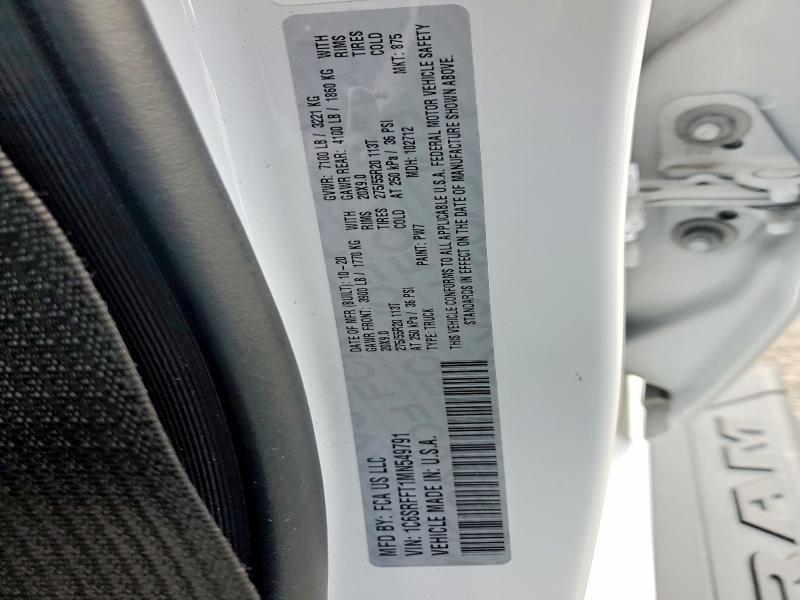 MFD BY: FCA US LLC
DATE OF MFR (BUILT): 10-20
GVWR: 7100 LB / 3221 KG
GAWR FRONT: 3900 LB / 1770 KG WITH
GAWR REAR: 4100 LB / 1860 KG WITH
20X9.0 RIMS
20X9.0 RIMS
275/55R20 113T TIRES
275/55R20 113T TIRES
AT 250 kPa / 36 PSI COLD
AT 250 kPa / 36 PSI COLD
VIN: 1C6SRFFT1MN549791
TYPE: TRUCK
PAINT: PW7
MDH: 102712
MKT: 875
VEHICLE MADE IN: U.S.A.
THIS VEHICLE CONFORMS TO ALL APPLICABLE U.S.A. FEDERAL MOTOR VEHICLE SAFETY
STANDARDS IN EFFECT ON THE DATE OF MANUFACTURE SHOWN ABOVE.
RAM